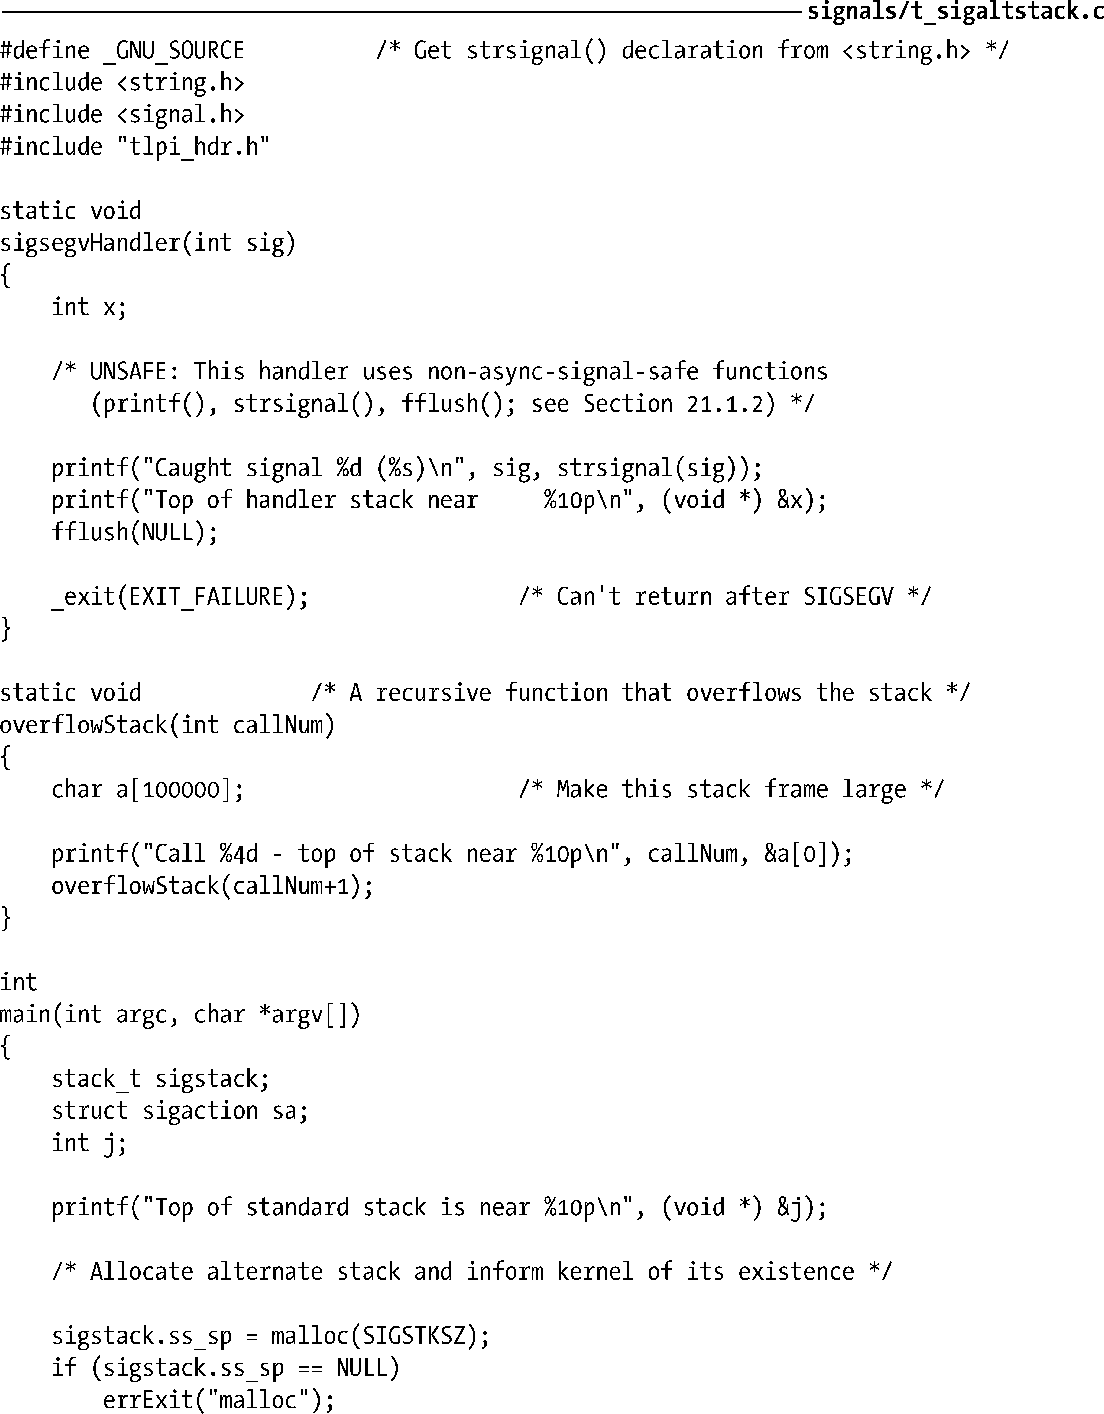 signals/t_sigaltstack.c
#define _GNU_SOURCE          /* Get strsignal() declaration from <string.h> */
#include <string.h>
#include <signal.h>
#include "tlpi_hdr.h"

static void
sigsegvHandler(int sig)
{
    int x;

    /* UNSAFE: This handler uses non-async-signal-safe functions
       (printf(), strsignal(), fflush(); see Section 21.1.2) */

    printf("Caught signal %d (%s)\n", sig, strsignal(sig));
    printf("Top of handler stack near     %10p\n", (void *) &x);
    fflush(NULL);

    _exit(EXIT_FAILURE);                /* Can't return after SIGSEGV */
}

static void             /* A recursive function that overflows the stack */
overflowStack(int callNum)
{
    char a[100000];                     /* Make this stack frame large */

    printf("Call %4d - top of stack near %10p\n", callNum, &a[0]);
    overflowStack(callNum+1);
}

int
main(int argc, char *argv[])
{
    stack_t sigstack;
    struct sigaction sa;
    int j;

    printf("Top of standard stack is near %10p\n", (void *) &j);

    /* Allocate alternate stack and inform kernel of its existence */

    sigstack.ss_sp = malloc(SIGSTKSZ);
    if (sigstack.ss_sp == NULL)
        errExit("malloc");